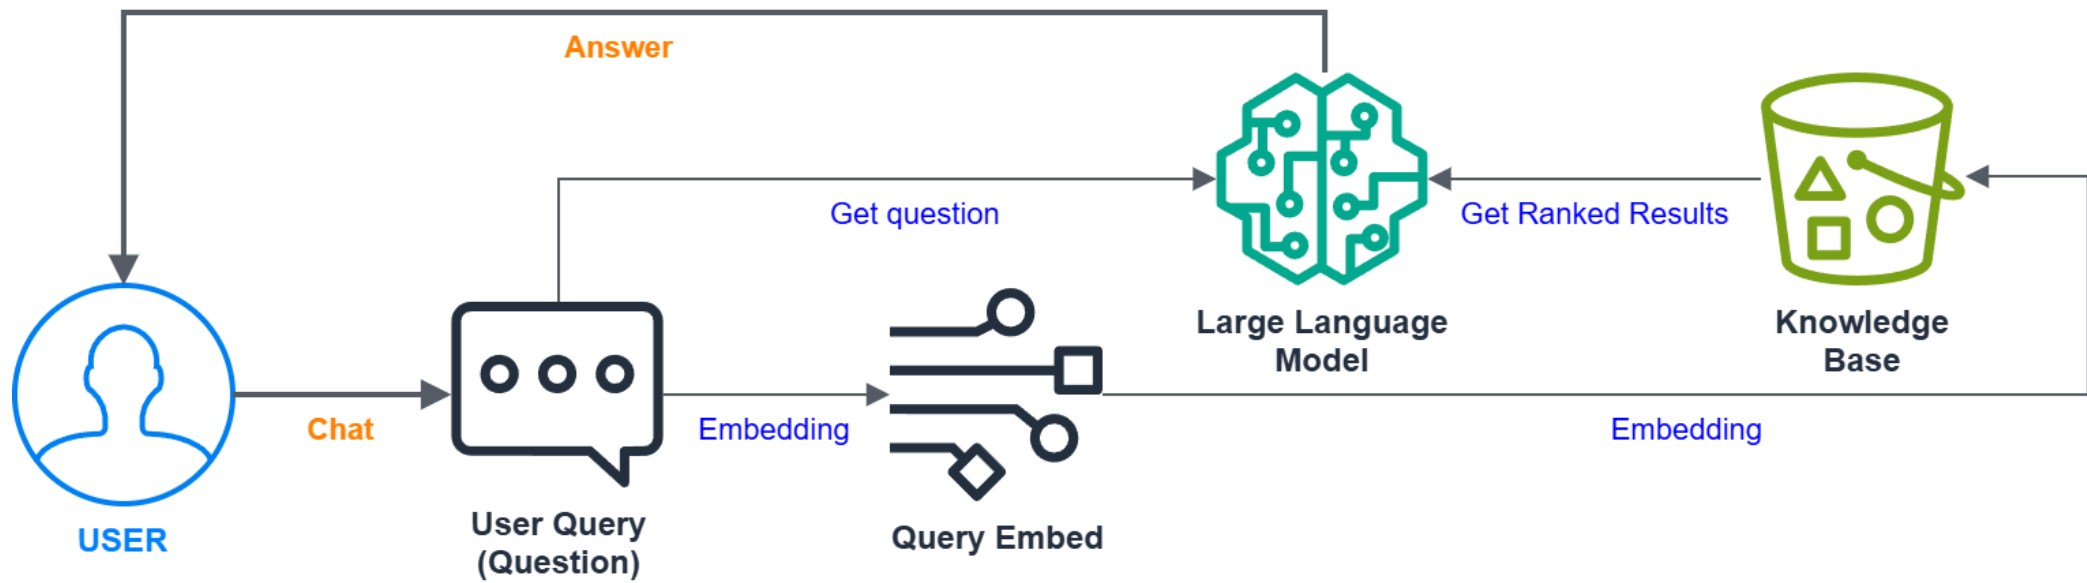 Answer
Get question
Get Ranked Results
Large Language
Model
Knowledge
Base
Chat
Embedding
Embedding
USER
User Query
(Question)
Query Embed